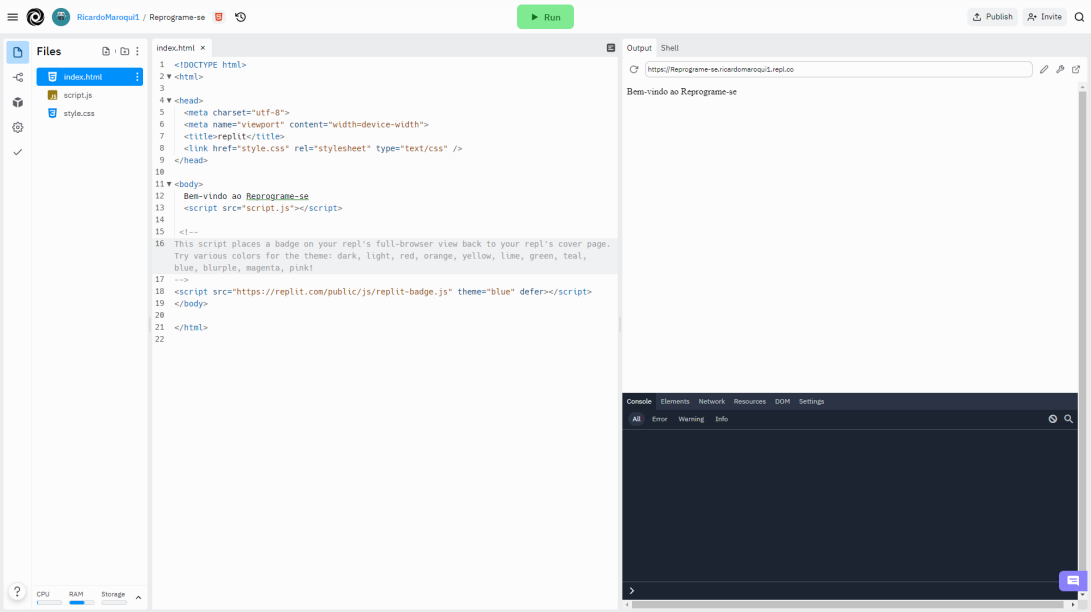 RicardoMaroqui1 / Reprograme-se
Run
Publish
Invite
Files
index.html
script.js
style.css
CPU
RAM
Storage
index.html ×
1 <!DOCTYPE html>
2 <html>
3
4 <head>
5 <meta charset="utf-8">
6 <meta name="viewport" content="width=device-width">
7 <title>replit</title>
8 <link href="style.css" rel="stylesheet" type="text/css" />
9 </head>
10
11 <body>
12 Bem-vindo ao Reprograme-se
13 <script src="script.js"></script>
14
15 <!--
16 This script places a badge on your repl's full-browser view back to your repl's cover page.
Try various colors for the theme: dark, light, red, orange, yellow, lime, green, teal,
blue, blurple, magenta, pink!
17 -->
18 <script src="https://replit.com/public/js/replit-badge.js" theme="blue" defer></script>
19 </body>
20
21 </html>
22
Output Shell
https://Reprograme-se.ricardomaroqui1.repl.co
Bem-vindo ao Reprograme-se
Console Elements Network Resources DOM Settings
All Error Warning Info